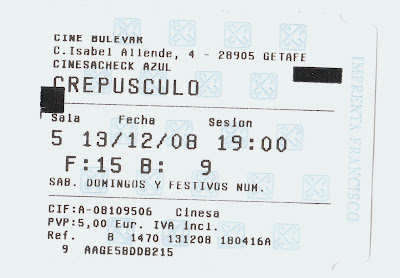 CINE BULEVAR
C.Isabel Allende, 4 - 28905 GETAFE
CINESACHECK AZUL
CREPUSCULO
Sala Fecha Sesion
5 13/12/08 19:00
F:15 B: 9
SAB. DOMINGOS Y FESTIVOS NUM.
CIF:A-08109506 Cinesa
PVP:5,00 Eur. IVA incl.
Ref. 8 1470 131208 180416A
9 AAGE5BDDB215
IMPRENTA FRANCISCO